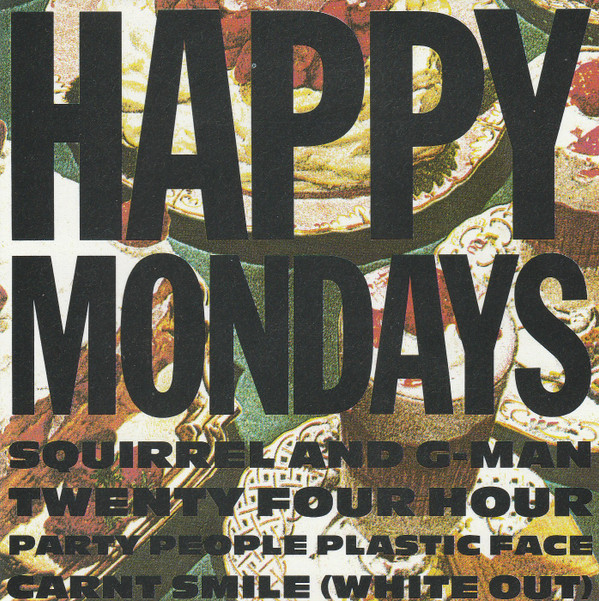 HAPPY
MONDAYS
SQUIRREL AND G-MAN
TWENTY FOUR HOUR
PARTY PEOPLE PLASTIC FACE
CARNT SMILE (WHITE OUT)